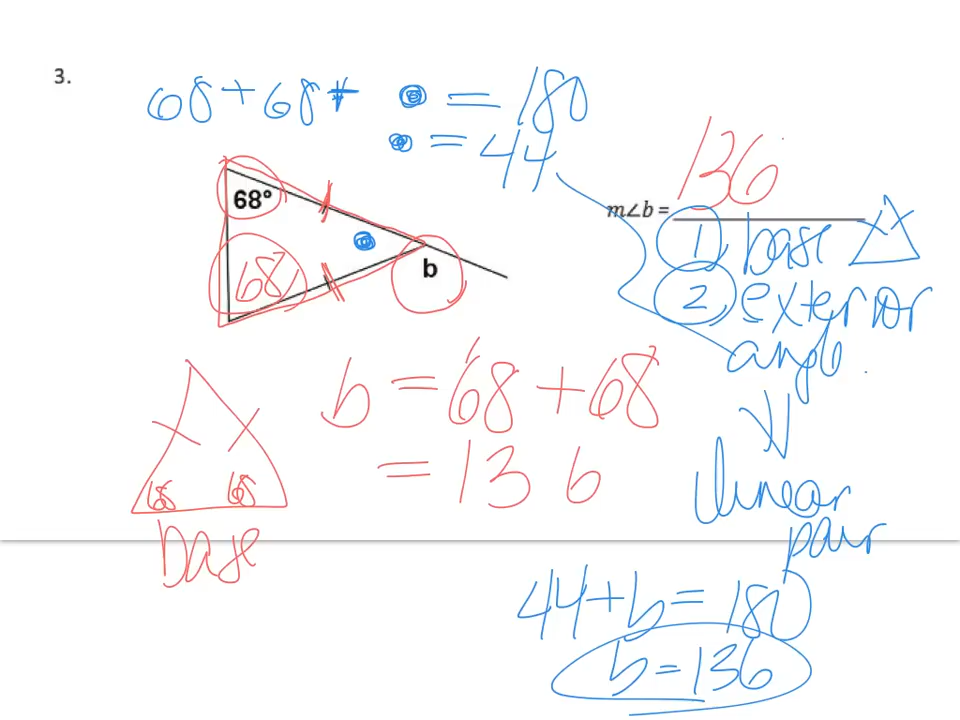 3.
68 + 68 + = 180
= 44
136
m∠b =
68°
68
b
1) base
2) exterior
angle
b = 68 + 68
= 136
68 68
base
linear
pair
44 + b = 180
b = 136